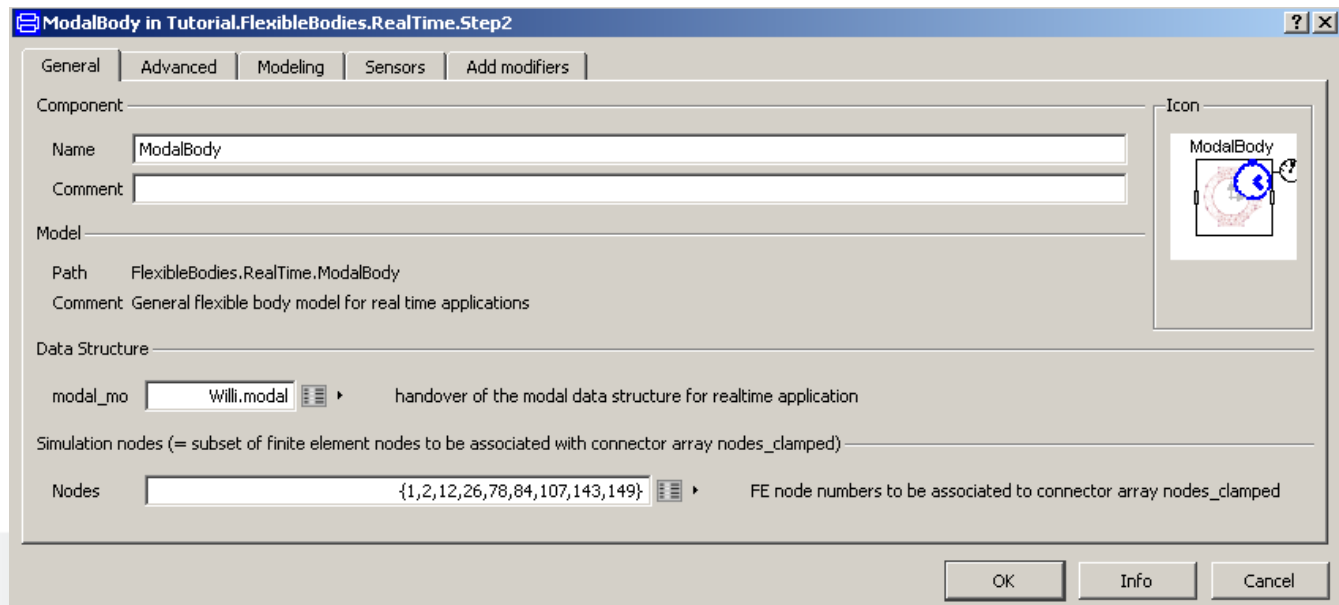 ModalBody in Tutorial.FlexibleBodies.RealTime.Step2 ? X
General Advanced Modeling Sensors Add modifiers
Component
Icon
Name ModalBody
ModalBody
Comment
Model
Path FlexibleBodies.RealTime.ModalBody
Comment General flexible body model for real time applications
Data Structure
modal_mo Willi.modal handover of the modal data structure for realtime application
Simulation nodes (= subset of finite element nodes to be associated with connector array nodes_clamped)
Nodes {1,2,12,26,78,84,107,143,149} FE node numbers to be associated to connector array nodes_clamped
OK Info Cancel